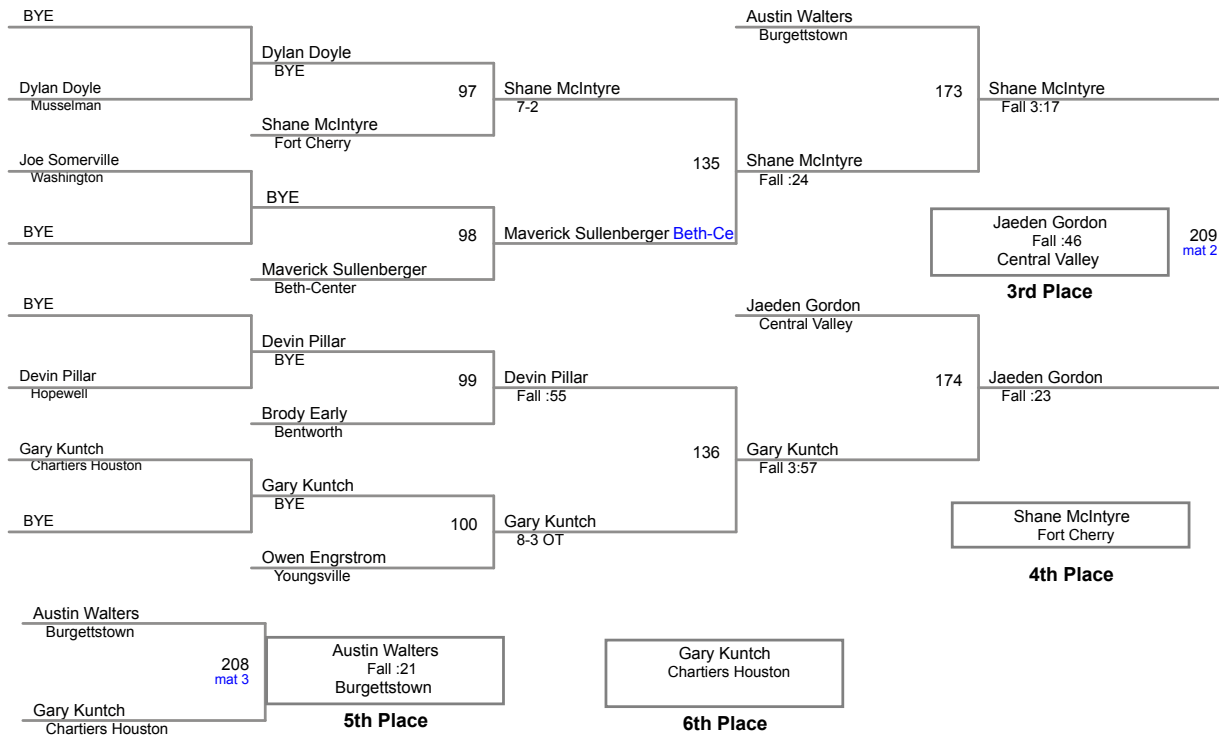 BYE
Dylan Doyle
Musselman
Joe Somerville
Washington
BYE
BYE
Devin Pillar
Hopewell
Gary Kuntch
Chartiers Houston
BYE
Dylan Doyle
BYE
97
Shane McIntyre
Fort Cherry
BYE
98
Maverick Sullenberger
Beth-Center
Devin Pillar
BYE
99
Brody Early
Bentworth
Gary Kuntch
BYE
100
Owen Engrstrom
Youngsville
Shane McIntyre
7-2
135
Maverick Sullenberger Beth-Ce
Devin Pillar
Fall :55
136
Gary Kuntch
8-3 OT
Austin Walters
Burgettstown
173
Shane McIntyre
Fall :24
Jaeden Gordon
Central Valley
174
Gary Kuntch
Fall 3:57
Shane McIntyre
Fall 3:17
Jaeden Gordon
Fall :46
Central Valley
209
mat 2
3rd Place
Jaeden Gordon
Fall :23
Shane McIntyre
Fort Cherry
4th Place
Austin Walters
Burgettstown
208
mat 3
Gary Kuntch
Chartiers Houston
Austin Walters
Fall :21
Burgettstown
5th Place
Gary Kuntch
Chartiers Houston
6th Place